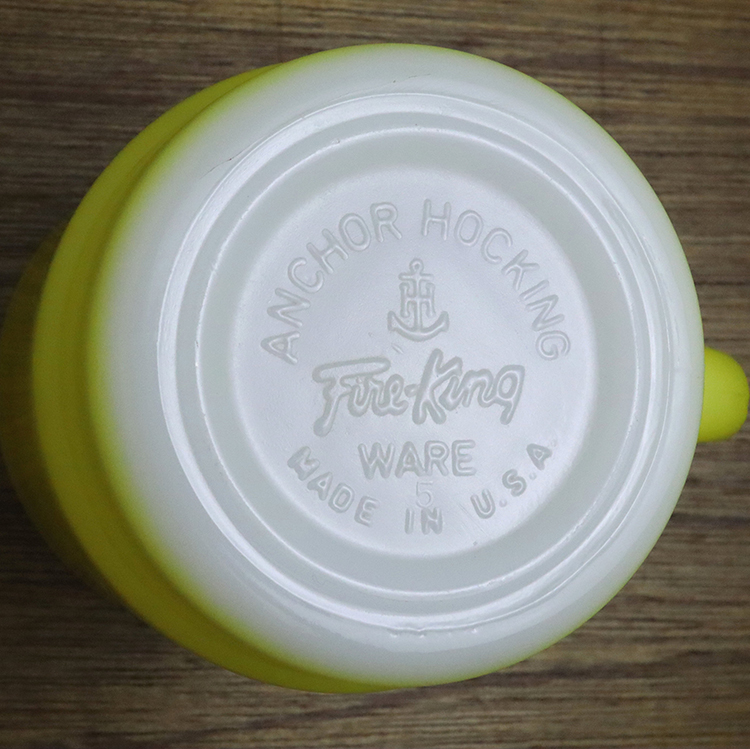 ANCHOR HOCKING
H
Fire-King
WARE
5
MADE IN U.S.A.